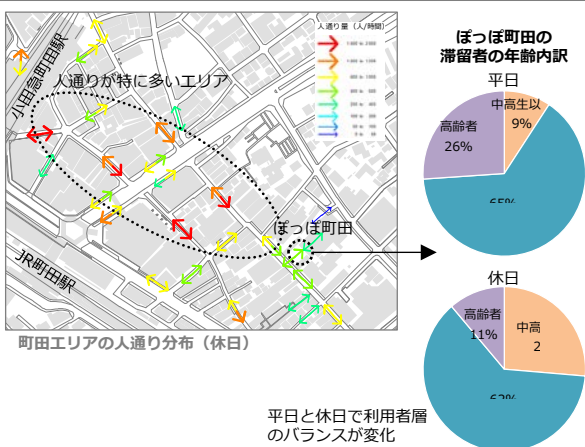 人通り量（人/時間）
小田急町田駅
人通りが特に多いエリア
ぽっぽ町田
JR町田駅
町田エリアの人通り分布（休日）
ぽっぽ町田の
滞留者の年齢内訳
平日
中高生以
9%
高齢者
26%
65%
休日
高齢者
11%
中高
2
平日と休日で利用者層
のバランスが変化